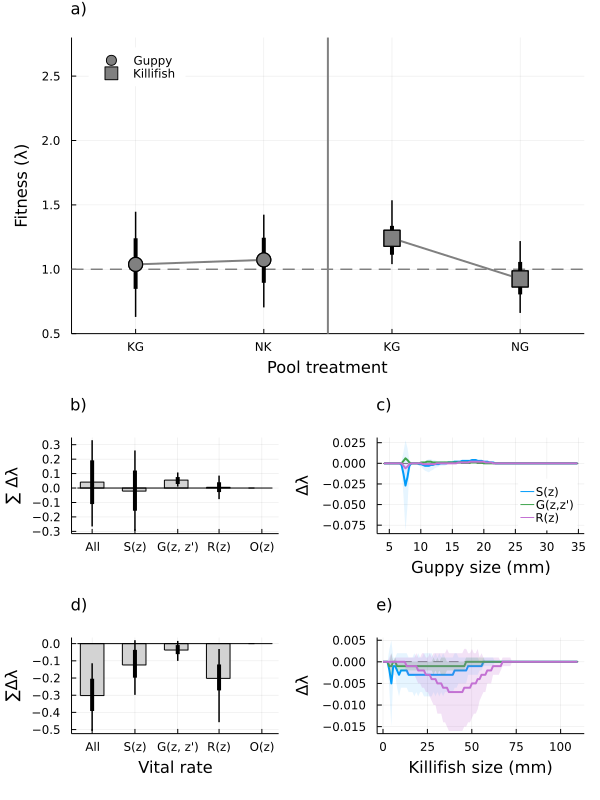 a)
Guppy
Killifish
2.5
2.0
1.5
1.0
0.5
Fitness (λ)
KG
NK
KG
NG
Pool treatment
b)
0.3
0.2
0.1
0.0
−0.1
−0.2
−0.3
∑ Δλ
All
S(z)
G(z, z')
R(z)
O(z)
c)
0.025
0.000
−0.025
−0.050
−0.075
Δλ
S(z)
G(z,z')
R(z)
5
10
15
20
25
30
35
Guppy size (mm)
d)
0.0
−0.1
−0.2
−0.3
−0.4
−0.5
∑Δλ
All
S(z)
G(z, z')
R(z)
O(z)
Vital rate
e)
0.005
0.000
−0.005
−0.010
−0.015
Δλ
0
25
50
75
100
Killifish size (mm)